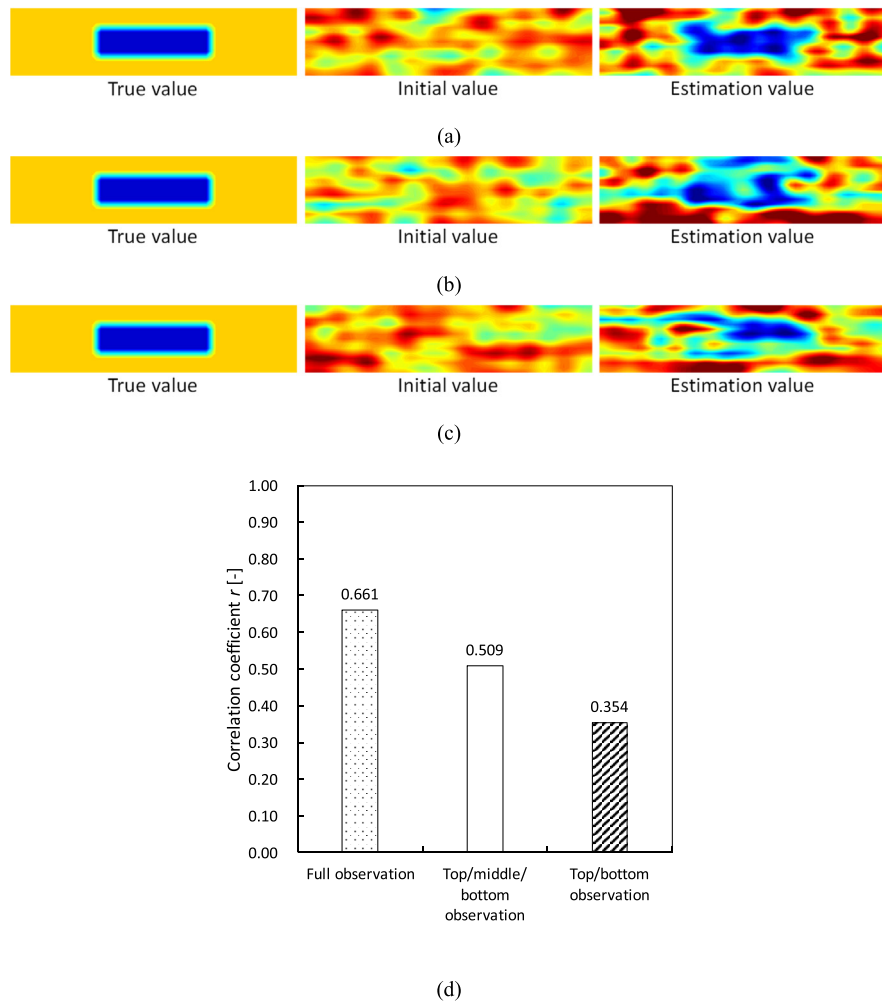 True value
Initial value
Estimation value
(a)
True value
Initial value
Estimation value
(b)
True value
Initial value
Estimation value
(c)
Correlation coefficient r [-]
1.00
0.90
0.80
0.70
0.60
0.50
0.40
0.30
0.20
0.10
0.00
0.661
0.509
0.354
Full observation
Top/middle/
bottom
observation
Top/bottom
observation
(d)